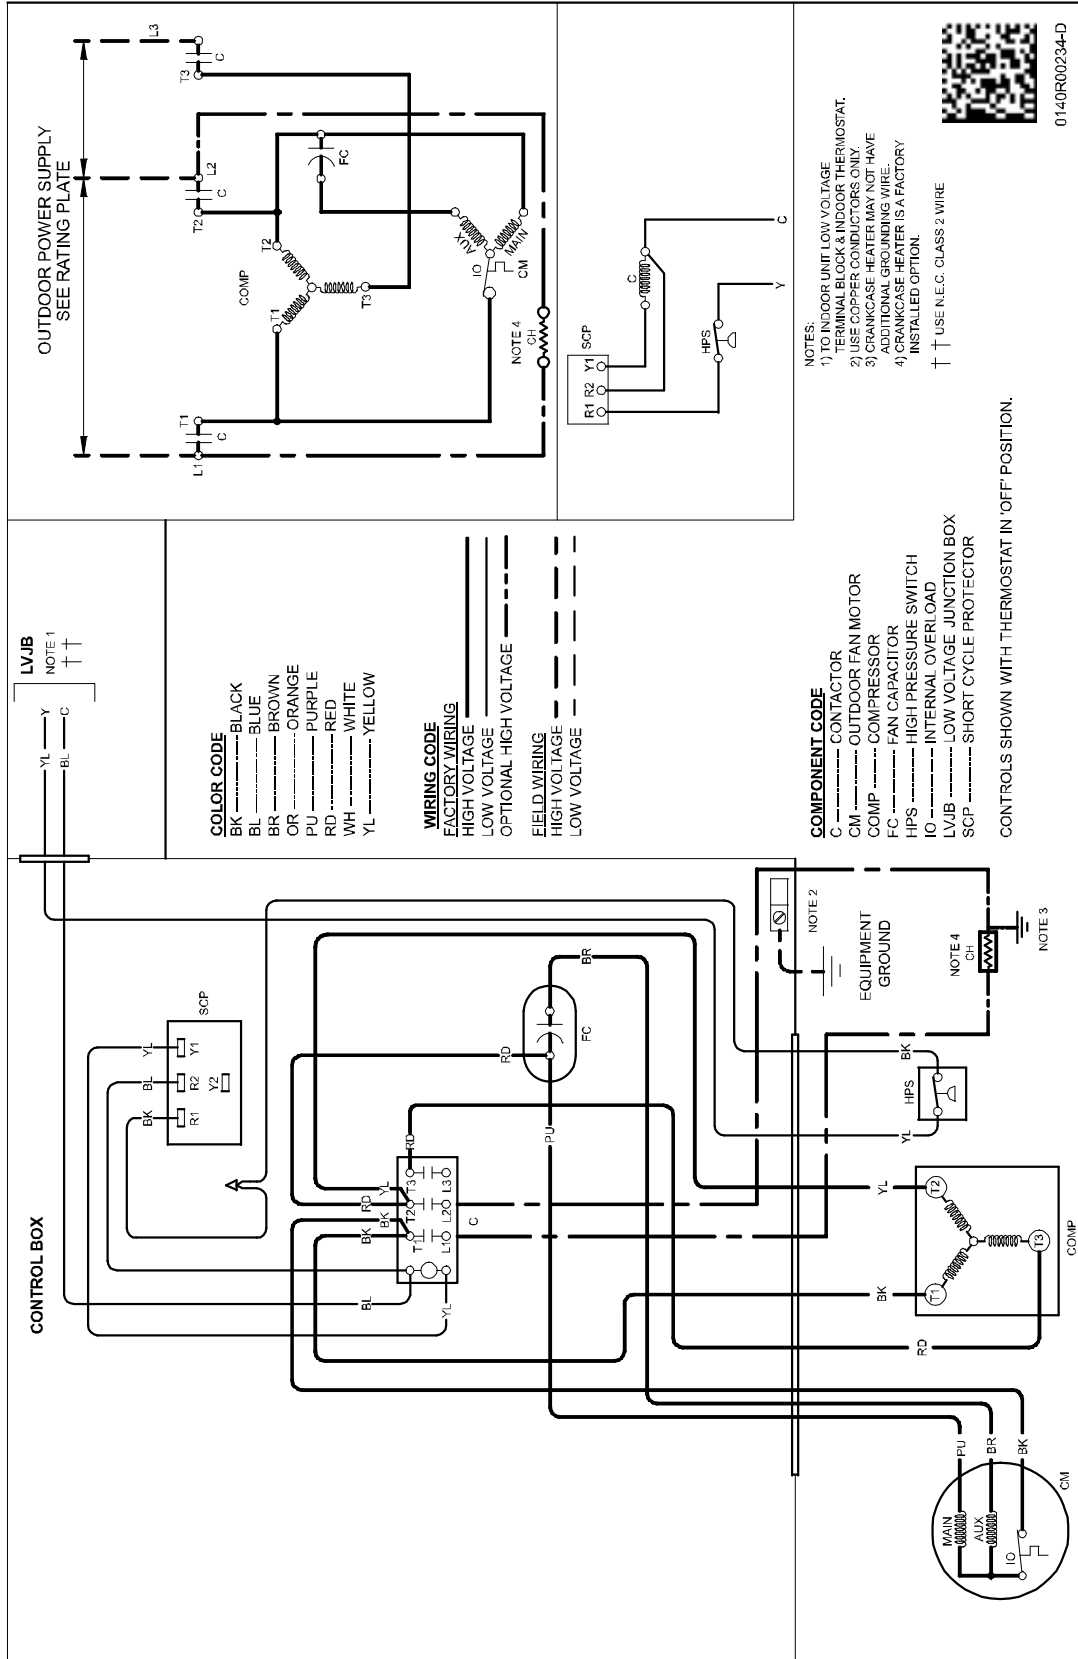 CONTROL BOX
LVJB
NOTE 1
† †
YL
Y
BL
C
YL
BL
BK
Y1
R2
Y2
R1
SCP
BL
YL
BK
BK
RD
YL
RD
T1
T2
T3
L1
L2
L3
C
RD
PU
BR
FC
NOTE 2
EQUIPMENT
GROUND
NOTE 4
CH
NOTE 3
BK
YL
HPS
BK
YL
RD
T1
T2
T3
COMP
PU
BR
BK
MAIN
AUX
IO
CM
COLOR CODE
BK ------- BLACK
BL ------- BLUE
BR ------- BROWN
OR ------- ORANGE
PU ------- PURPLE
RD ------- RED
WH ------- WHITE
YL ------- YELLOW
WIRING CODE
FACTORY WIRING
HIGH VOLTAGE
LOW VOLTAGE
OPTIONAL HIGH VOLTAGE
FIELD WIRING
HIGH VOLTAGE
LOW VOLTAGE
COMPONENT CODE
C ------- CONTACTOR
CM ------- OUTDOOR FAN MOTOR
COMP ------- COMPRESSOR
FC ------- FAN CAPACITOR
HPS ------- HIGH PRESSURE SWITCH
IO ------- INTERNAL OVERLOAD
LVJB ------- LOW VOLTAGE JUNCTION BOX
SCP ------- SHORT CYCLE PROTECTOR
CONTROLS SHOWN WITH THERMOSTAT IN 'OFF' POSITION.
OUTDOOR POWER SUPPLY
SEE RATING PLATE
L1
T1
C
T2
L2
C
T3
L3
C
COMP
T1
T2
T3
FC
AUX
MAIN
IO
CM
NOTE 4
CH
SCP
R1 R2 Y1
C
HPS
Y
C
NOTES:
1) TO INDOOR UNIT LOW VOLTAGE
TERMINAL BLOCK & INDOOR THERMOSTAT.
2) USE COPPER CONDUCTORS ONLY.
3) CRANKCASE HEATER MAY NOT HAVE
ADDITIONAL GROUNDING WIRE.
4) CRANKCASE HEATER IS A FACTORY
INSTALLED OPTION.
† † USE N.E.C. CLASS 2 WIRE
0140R00234-D